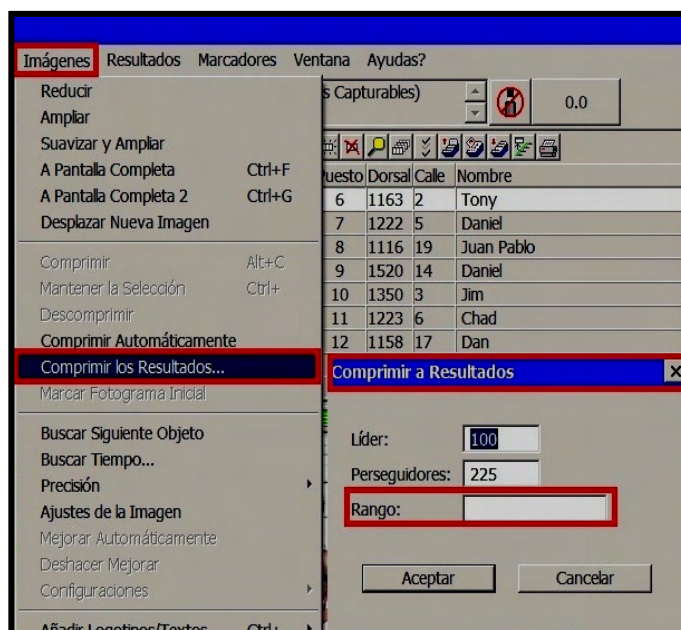 Imágenes Resultados Marcadores Ventana Ayudas?
Reducir
Ampliar
Suavizar y Ampliar
A Pantalla Completa Ctrl+F
A Pantalla Completa 2 Ctrl+G
Desplazar Nueva Imagen
Comprimir Alt+C
Mantener la Selección Ctrl+
Descomprimir
Comprimir Automáticamente
Comprimir los Resultados...
Marcar Fotograma Inicial
Buscar Siguiente Objeto
Buscar Tiempo...
Precisión
Ajustes de la Imagen
Mejorar Automáticamente
Deshacer Mejorar
Configuraciones
Añadir Logotipos/Textos Ctrl+
s Capturables)
0.0
uesto Dorsal Calle Nombre
6 1163 2 Tony
7 1222 5 Daniel
8 1116 19 Juan Pablo
9 1520 14 Daniel
10 1350 3 Jim
11 1223 6 Chad
12 1158 17 Dan
Comprimir a Resultados
Líder: 100
Perseguidores: 225
Rango:
Aceptar Cancelar